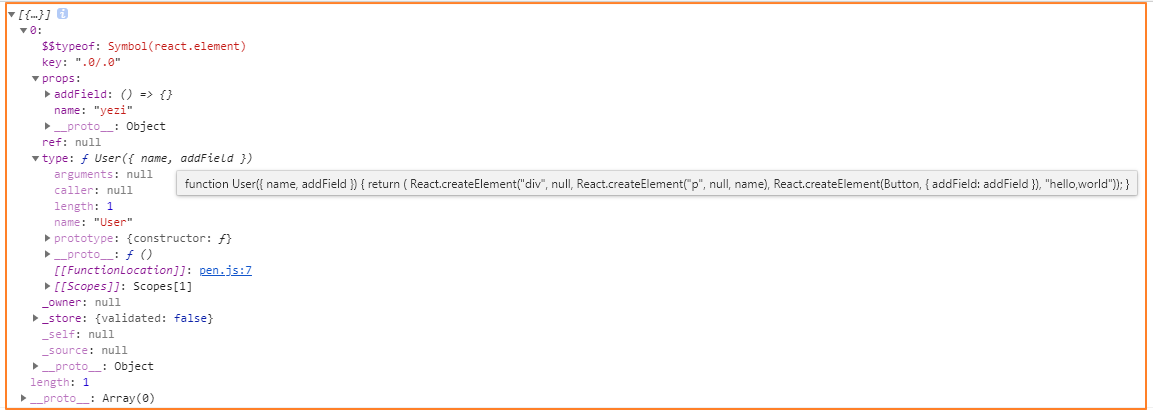 [{…}] i
0:
$$typeof: Symbol(react.element)
key: ".0/.0"
props:
addField: () => {}
name: "yezi"
__proto__: Object
ref: null
type: ƒ User({ name, addField })
arguments: null
function User({ name, addField }) { return ( React.createElement("div", null, React.createElement("p", null, name), React.createElement(Button, { addField: addField }), "hello,world")); }
caller: null
length: 1
name: "User"
prototype: {constructor: ƒ}
__proto__: ƒ ()
[[FunctionLocation]]: pen.js:7
[[Scopes]]: Scopes[1]
_owner: null
_store: {validated: false}
_self: null
_source: null
__proto__: Object
length: 1
__proto__: Array(0)